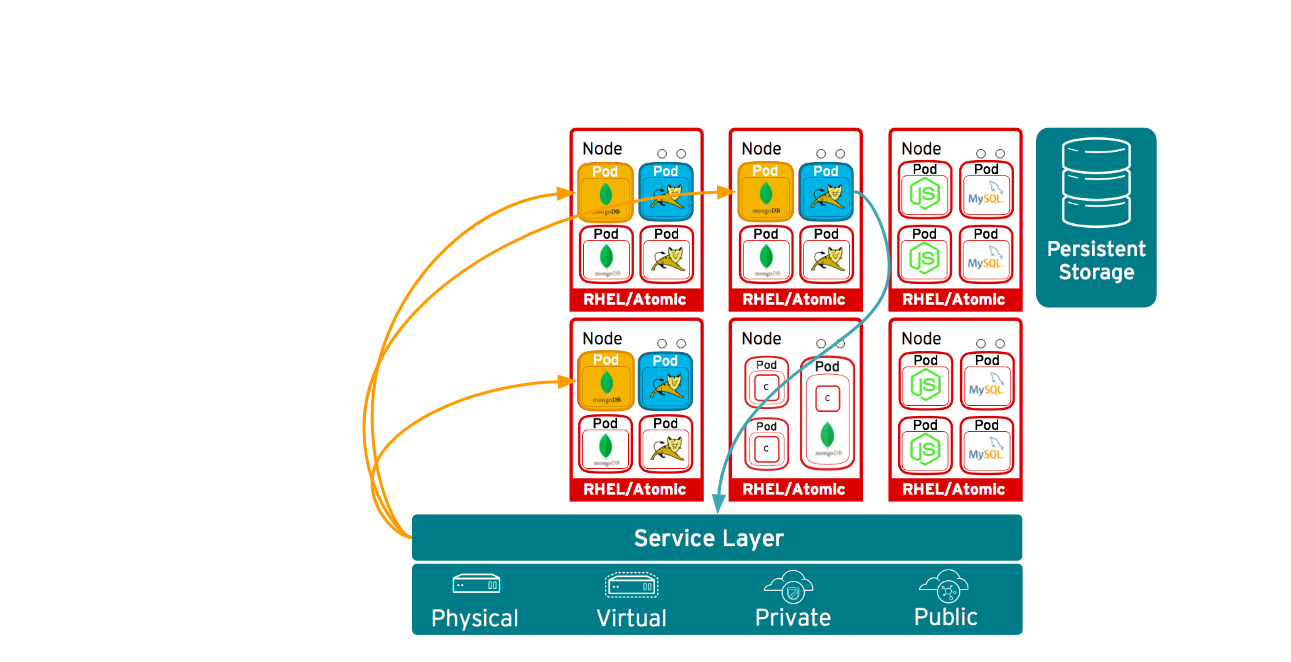 Node
Pod
mongoDB
Pod
Pod
mongoDB
Pod
RHEL/Atomic
Node
Pod
mongoDB
Pod
Pod
mongoDB
Pod
RHEL/Atomic
Node
Pod
JS
Pod
MySQL
Pod
JS
Pod
MySQL
RHEL/Atomic
Persistent
Storage
Node
Pod
mongoDB
Pod
Pod
mongoDB
Pod
RHEL/Atomic
Node
Pod
C
Pod
C
Pod
C
mongoDB
RHEL/Atomic
Node
Pod
JS
Pod
MySQL
Pod
JS
Pod
MySQL
RHEL/Atomic
Service Layer
Physical
Virtual
Private
Public